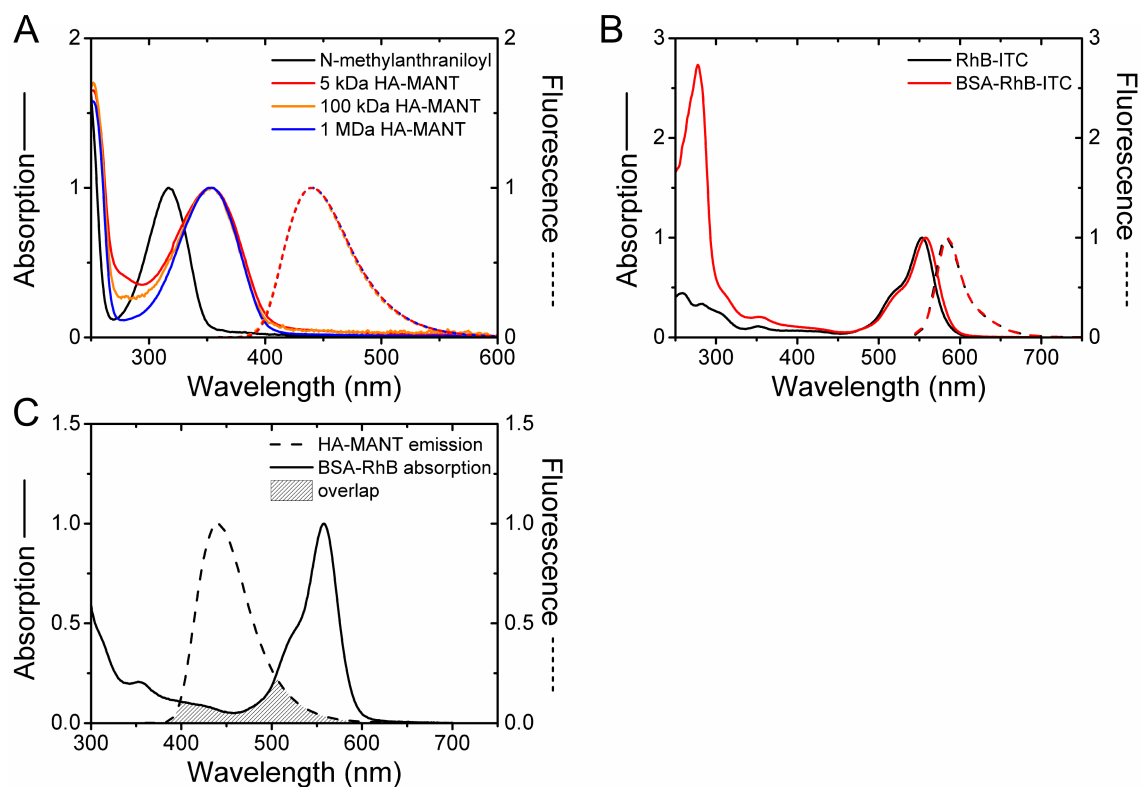 A
2
1
0
300
400
500
600
2
1
0
Absorption
Fluorescence
Wavelength (nm)
N-methylanthraniloyl
5 kDa HA-MANT
100 kDa HA-MANT
1 MDa HA-MANT
B
3
2
1
0
300
400
500
600
700
3
2
1
0
Absorption
Fluorescence
Wavelength (nm)
RhB-ITC
BSA-RhB-ITC
C
1.5
1.0
0.5
0.0
300
400
500
600
700
1.5
1.0
0.5
0.0
Absorption
Fluorescence
Wavelength (nm)
HA-MANT emission
BSA-RhB absorption
overlap